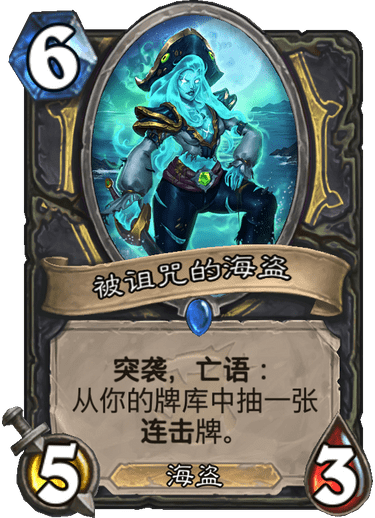 6
被诅咒的海盗
突袭，亡语：
从你的牌库中抽一张
连击牌。
海盗
5
3